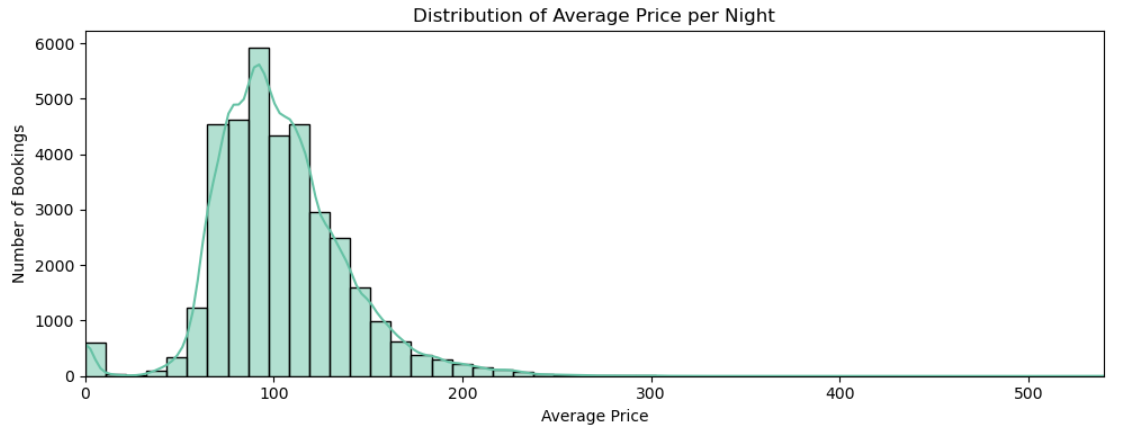 Distribution of Average Price per Night
6000
5000
4000
3000
2000
1000
0
Number of Bookings
0 100 200 300 400 500
Average Price